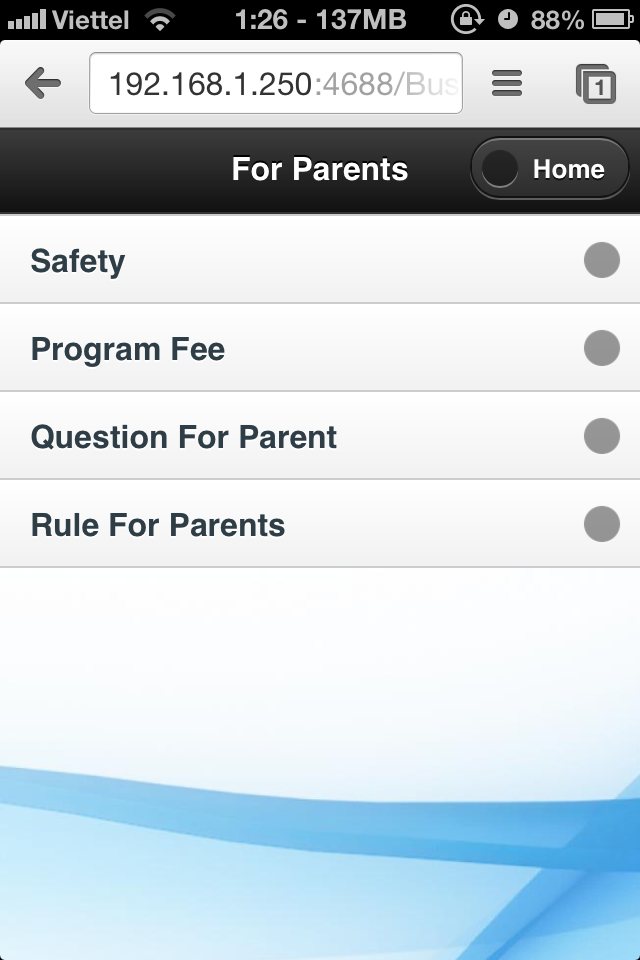 Viettel 1:26 - 137MB 88%
192.168.1.250:4688/Bus
1
For Parents Home
Safety
Program Fee
Question For Parent
Rule For Parents